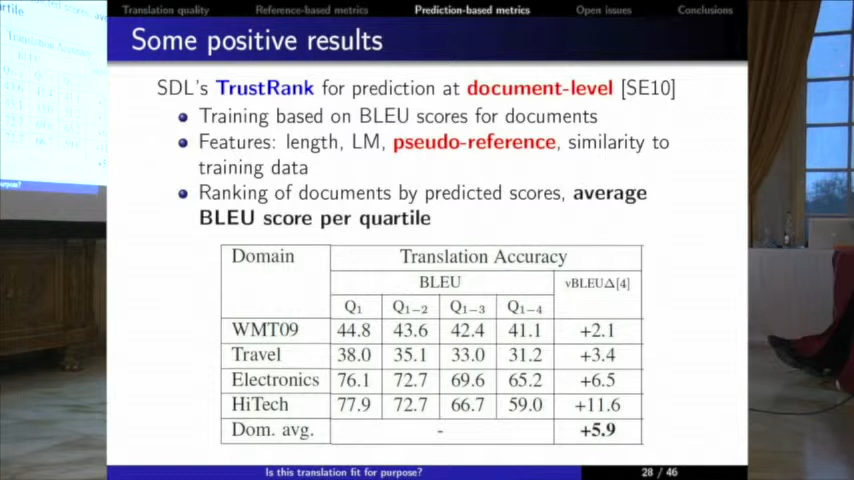 Translation quality Reference-based metrics Prediction-based metrics Open issues Conclusions
Some positive results
SDL's TrustRank for prediction at document-level [SE10]
Training based on BLEU scores for documents
Features: length, LM, pseudo-reference, similarity to
training data
Ranking of documents by predicted scores, average
BLEU score per quartile
Domain Translation Accuracy
BLEU vBLEUΔ[4]
Q1 Q1−2 Q1−3 Q1−4
WMT09 44.8 43.6 42.4 41.1 +2.1
Travel 38.0 35.1 33.0 31.2 +3.4
Electronics 76.1 72.7 69.6 65.2 +6.5
HiTech 77.9 72.7 66.7 59.0 +11.6
Dom. avg. - +5.9
Is this translation fit for purpose? 28 / 46